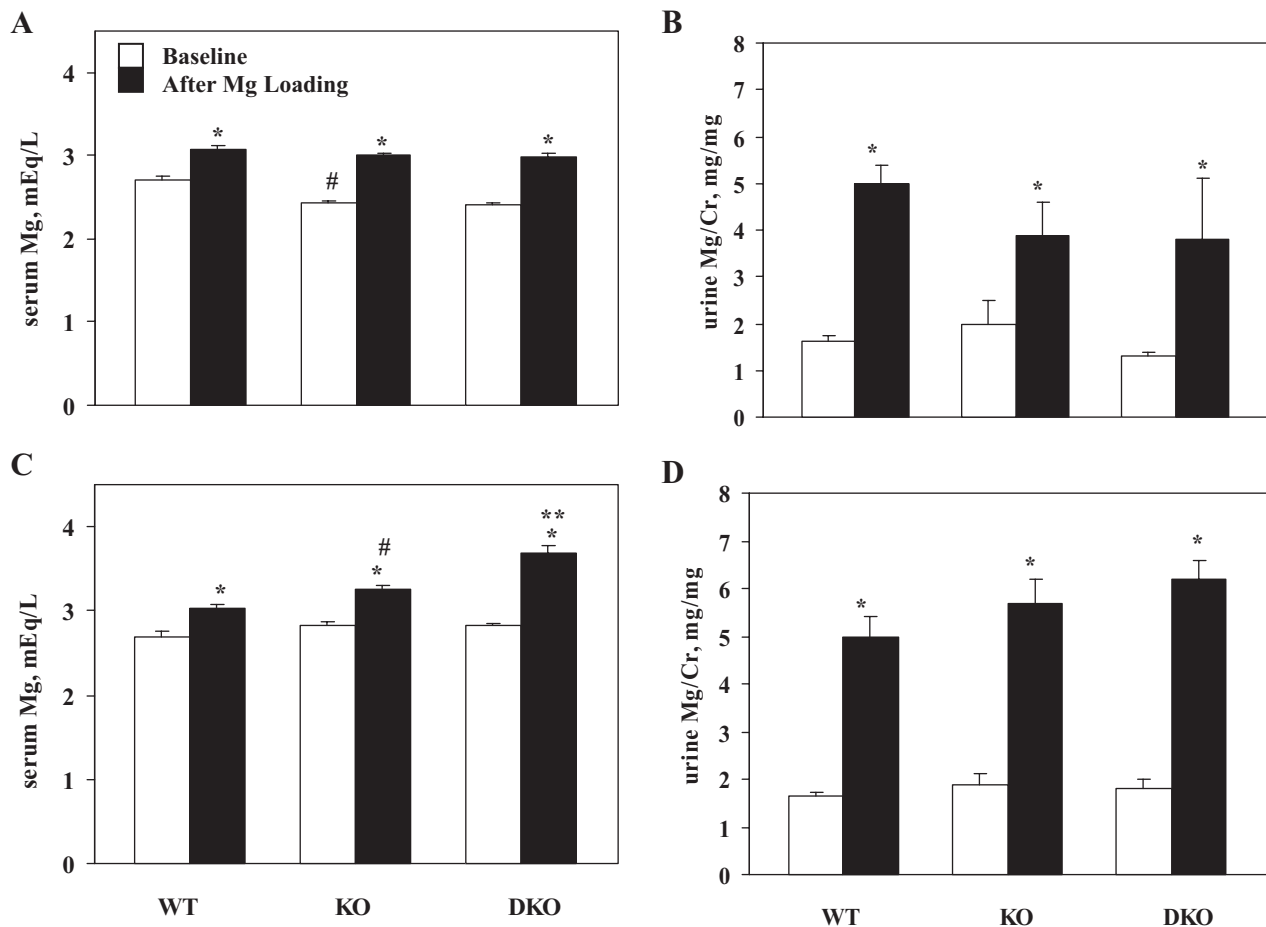 A
Baseline
After Mg Loading
serum Mg, mEq/L
4
3
2
1
0
*
#
*
*
B
urine Mg/Cr, mg/mg
8
7
6
5
4
3
2
1
0
*
*
*
C
serum Mg, mEq/L
4
3
2
1
0
*
#
*
**
*
WT
KO
DKO
D
urine Mg/Cr, mg/mg
8
7
6
5
4
3
2
1
0
*
*
*
WT
KO
DKO